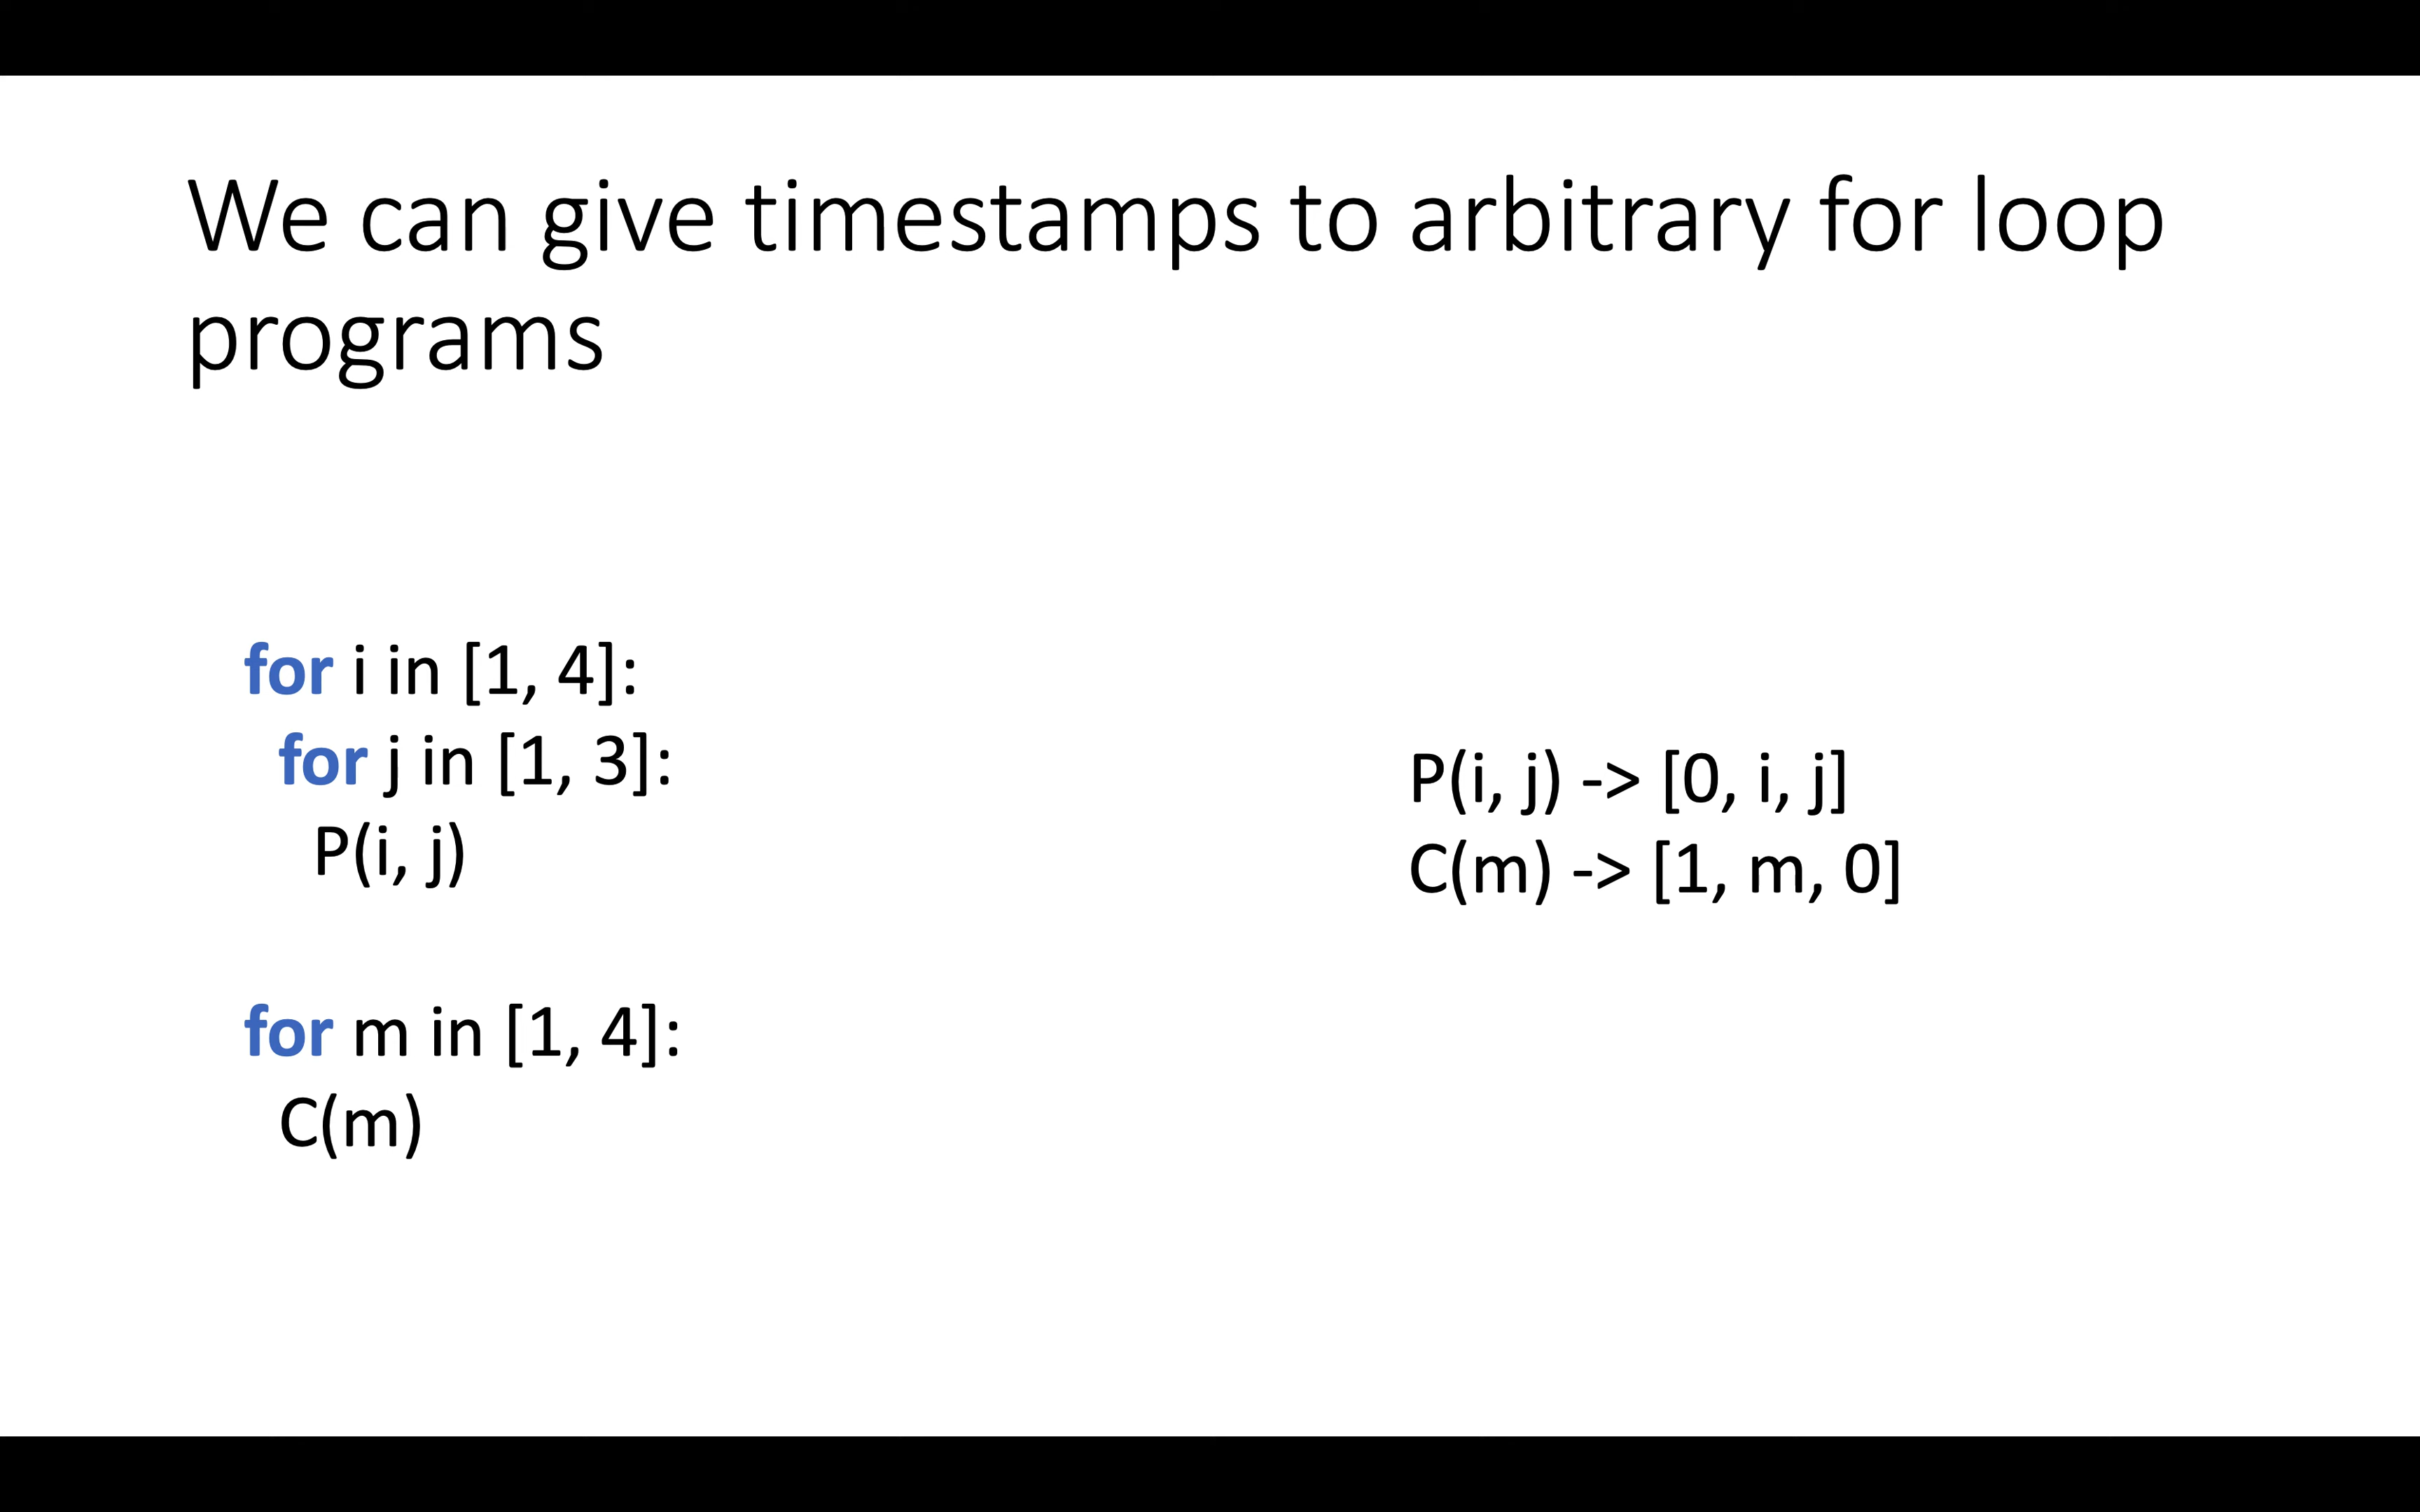 We can give timestamps to arbitrary for loop
programs
for i in [1, 4]:
for j in [1, 3]:
P(i, j)
for m in [1, 4]:
C(m)
P(i, j) -> [0, i, j]
C(m) -> [1, m, 0]